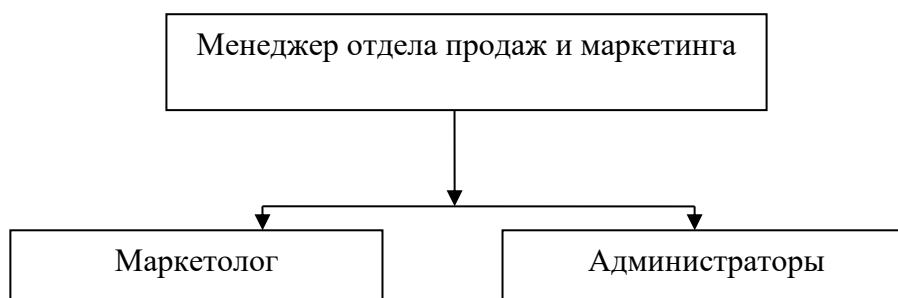 Менеджер отдела продаж и маркетинга
Маркетолог
Администраторы